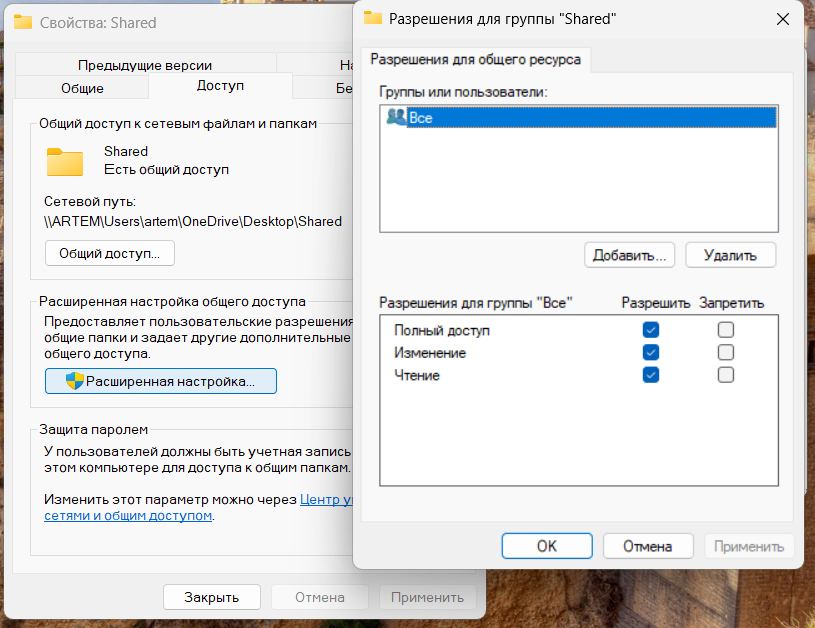 Свойства: Shared
Предыдущие версии
Общие
Доступ
Общий доступ к сетевым файлам и папкам
Shared
Есть общий доступ
Сетевой путь:
\\ARTEM\Users\artem\OneDrive\Desktop\Shared
Общий доступ...
Расширенная настройка общего доступа
Предоставляет пользовательские разрешения
общие папки и задает другие дополнительные
общего доступа.
Расширенная настройка...
Защита паролем
У пользователей должны быть учетная запись
этом компьютере для доступа к общим папкам.
Изменить этот параметр можно через Центр
сетями и общим доступом.
Закрыть
Отмена
Применить
Разрешения для группы "Shared"
Разрешения для общего ресурса
Группы или пользователи:
Все
Добавить...
Удалить
Разрешения для группы "Все" Разрешить Запретить
Полный доступ
Изменение
Чтение
OK
Отмена
Применить